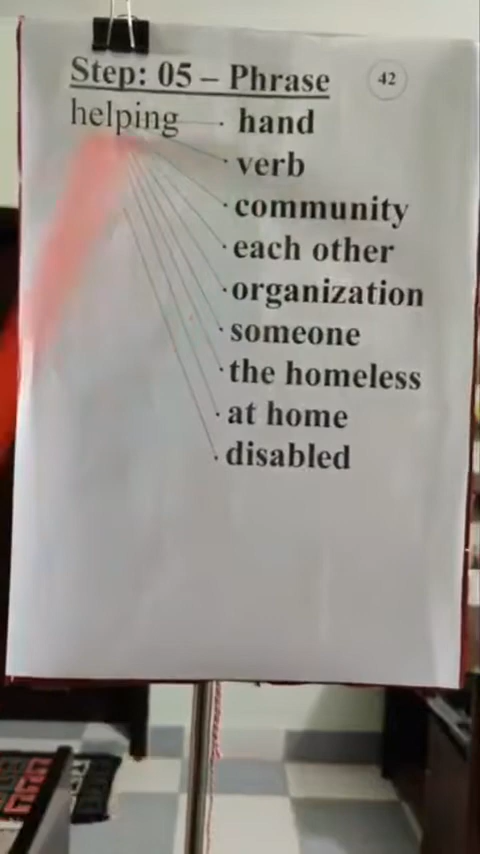 Step: 05 – Phrase
42
helping
hand
verb
community
each other
organization
someone
the homeless
at home
disabled